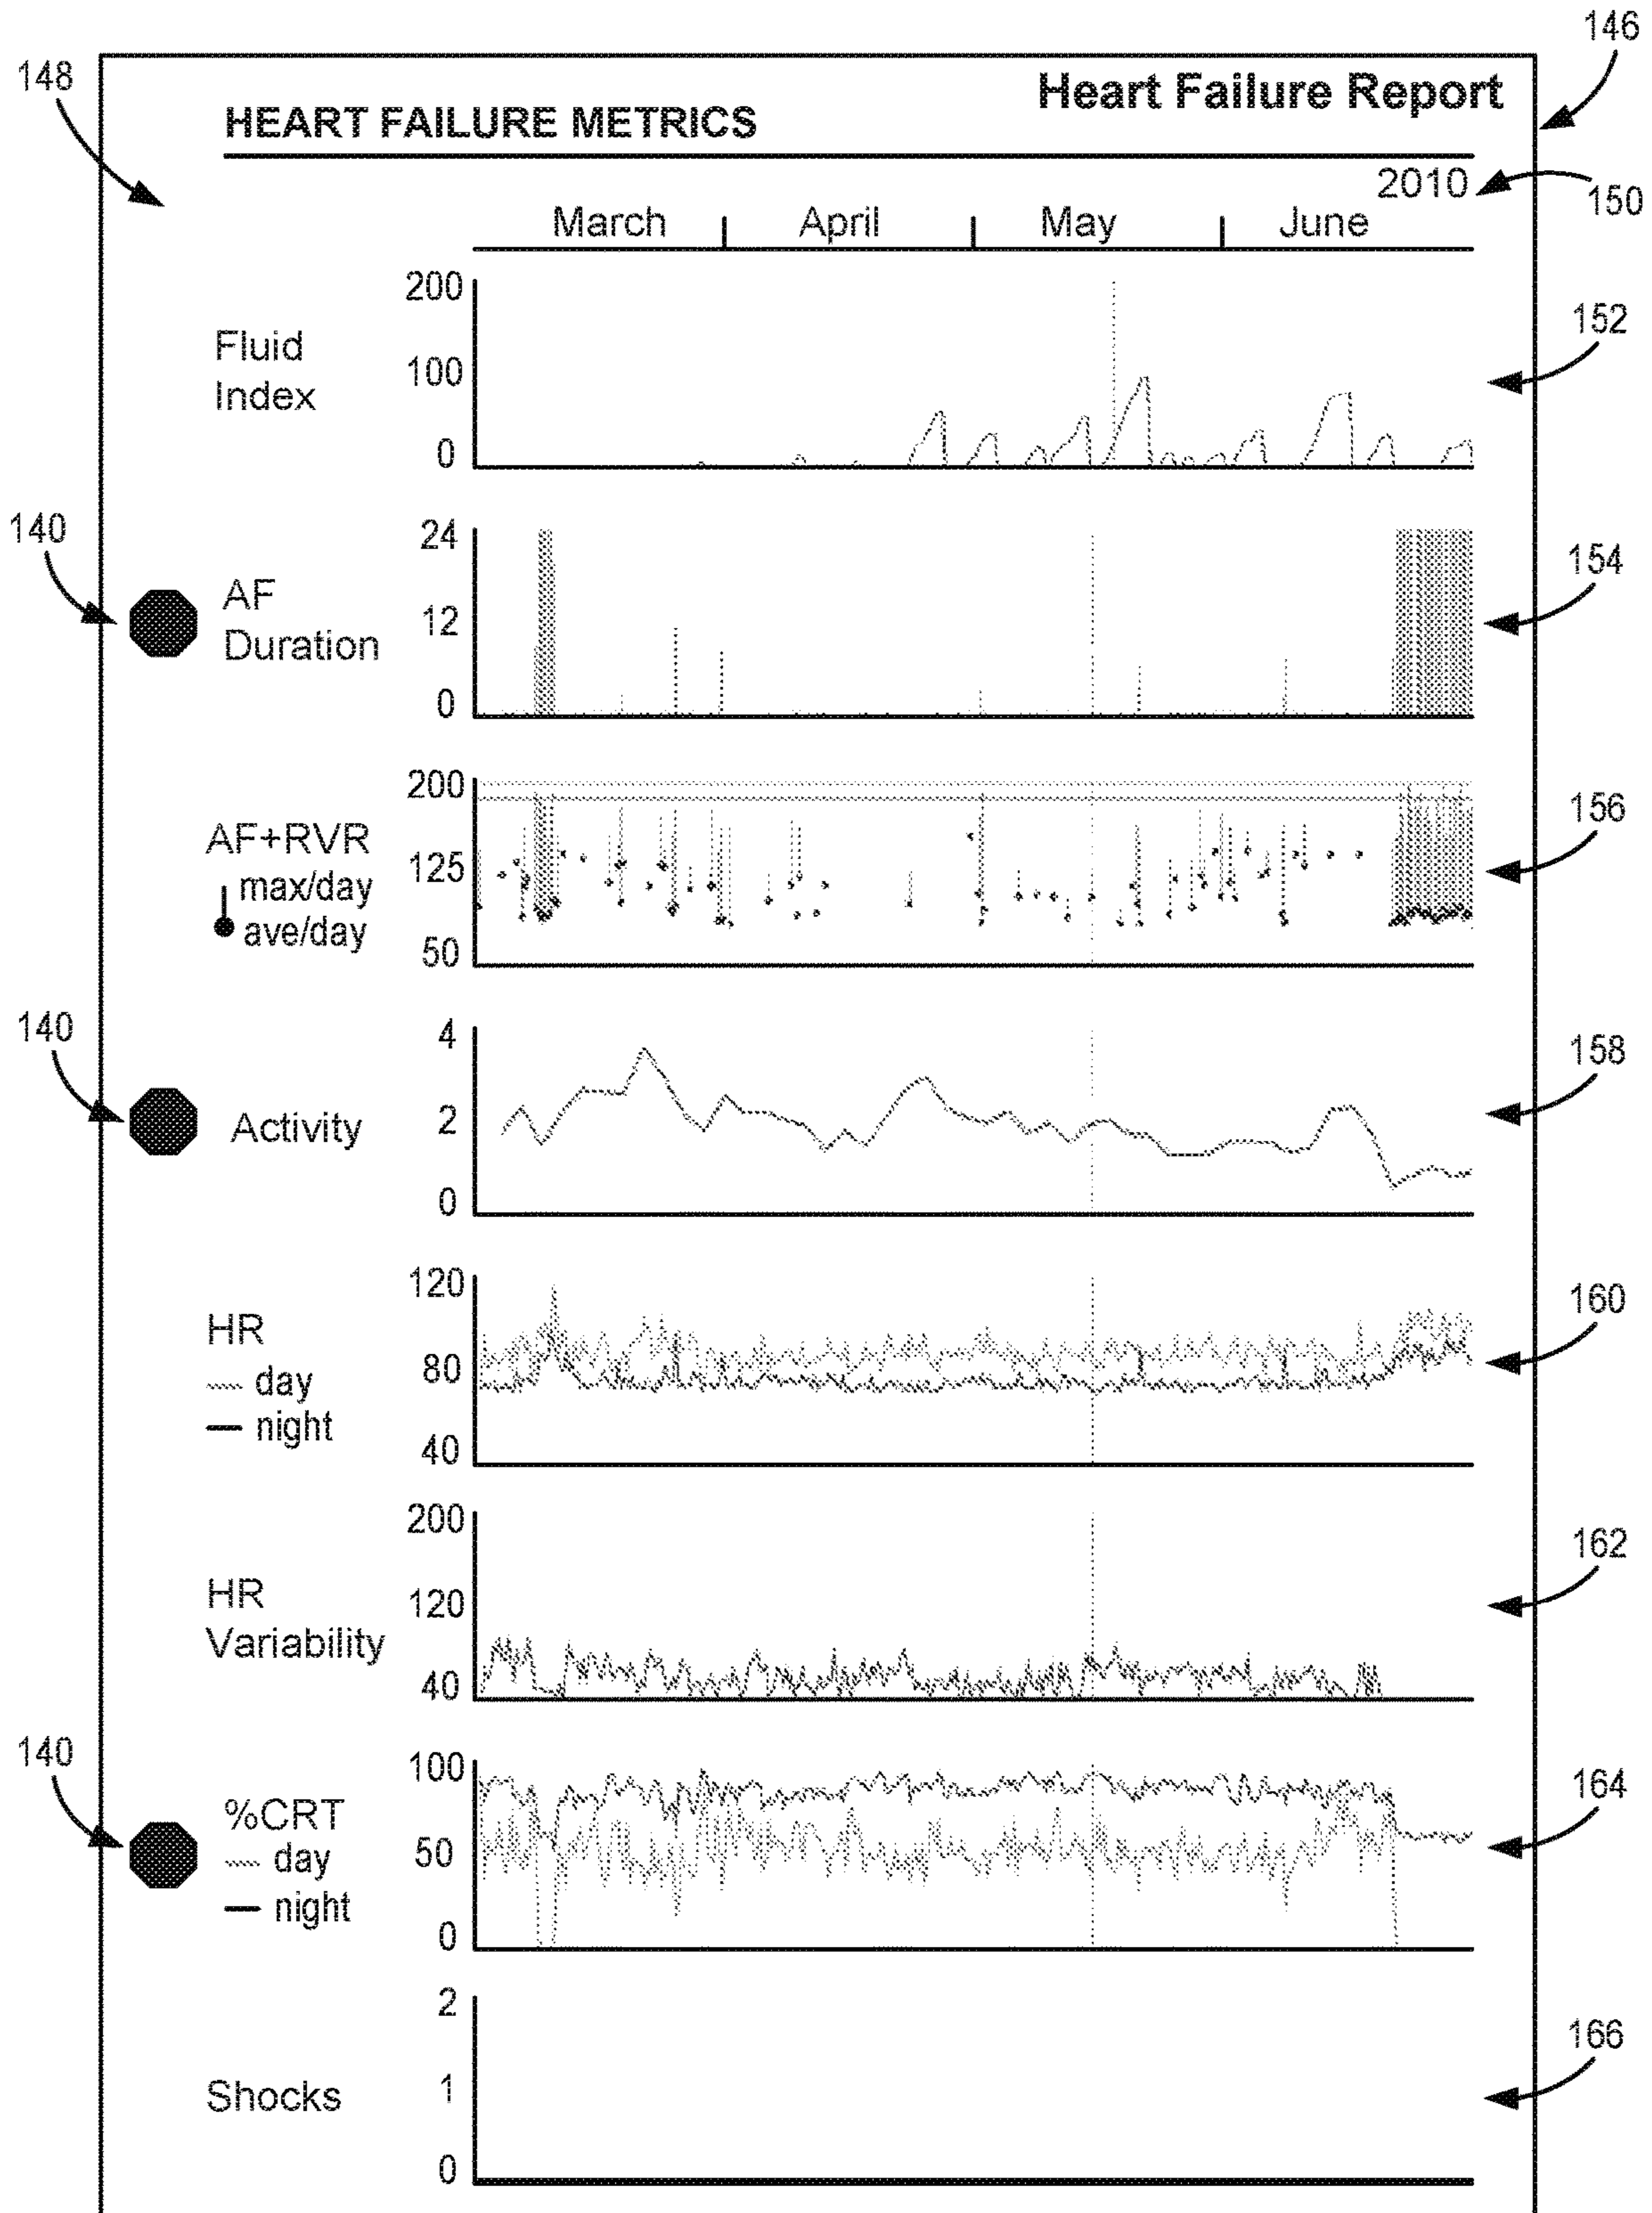 146
148
Heart Failure Report
HEART FAILURE METRICS
2010
150
March April May June
200
Fluid
Index
100
0
152
140
AF
Duration
24
12
0
154
AF+RVR
max/day
ave/day
200
125
50
156
140
Activity
4
2
0
158
HR
day
night
120
80
40
160
HR
Variability
200
120
40
162
140
%CRT
day
night
100
50
0
164
Shocks
2
1
0
166